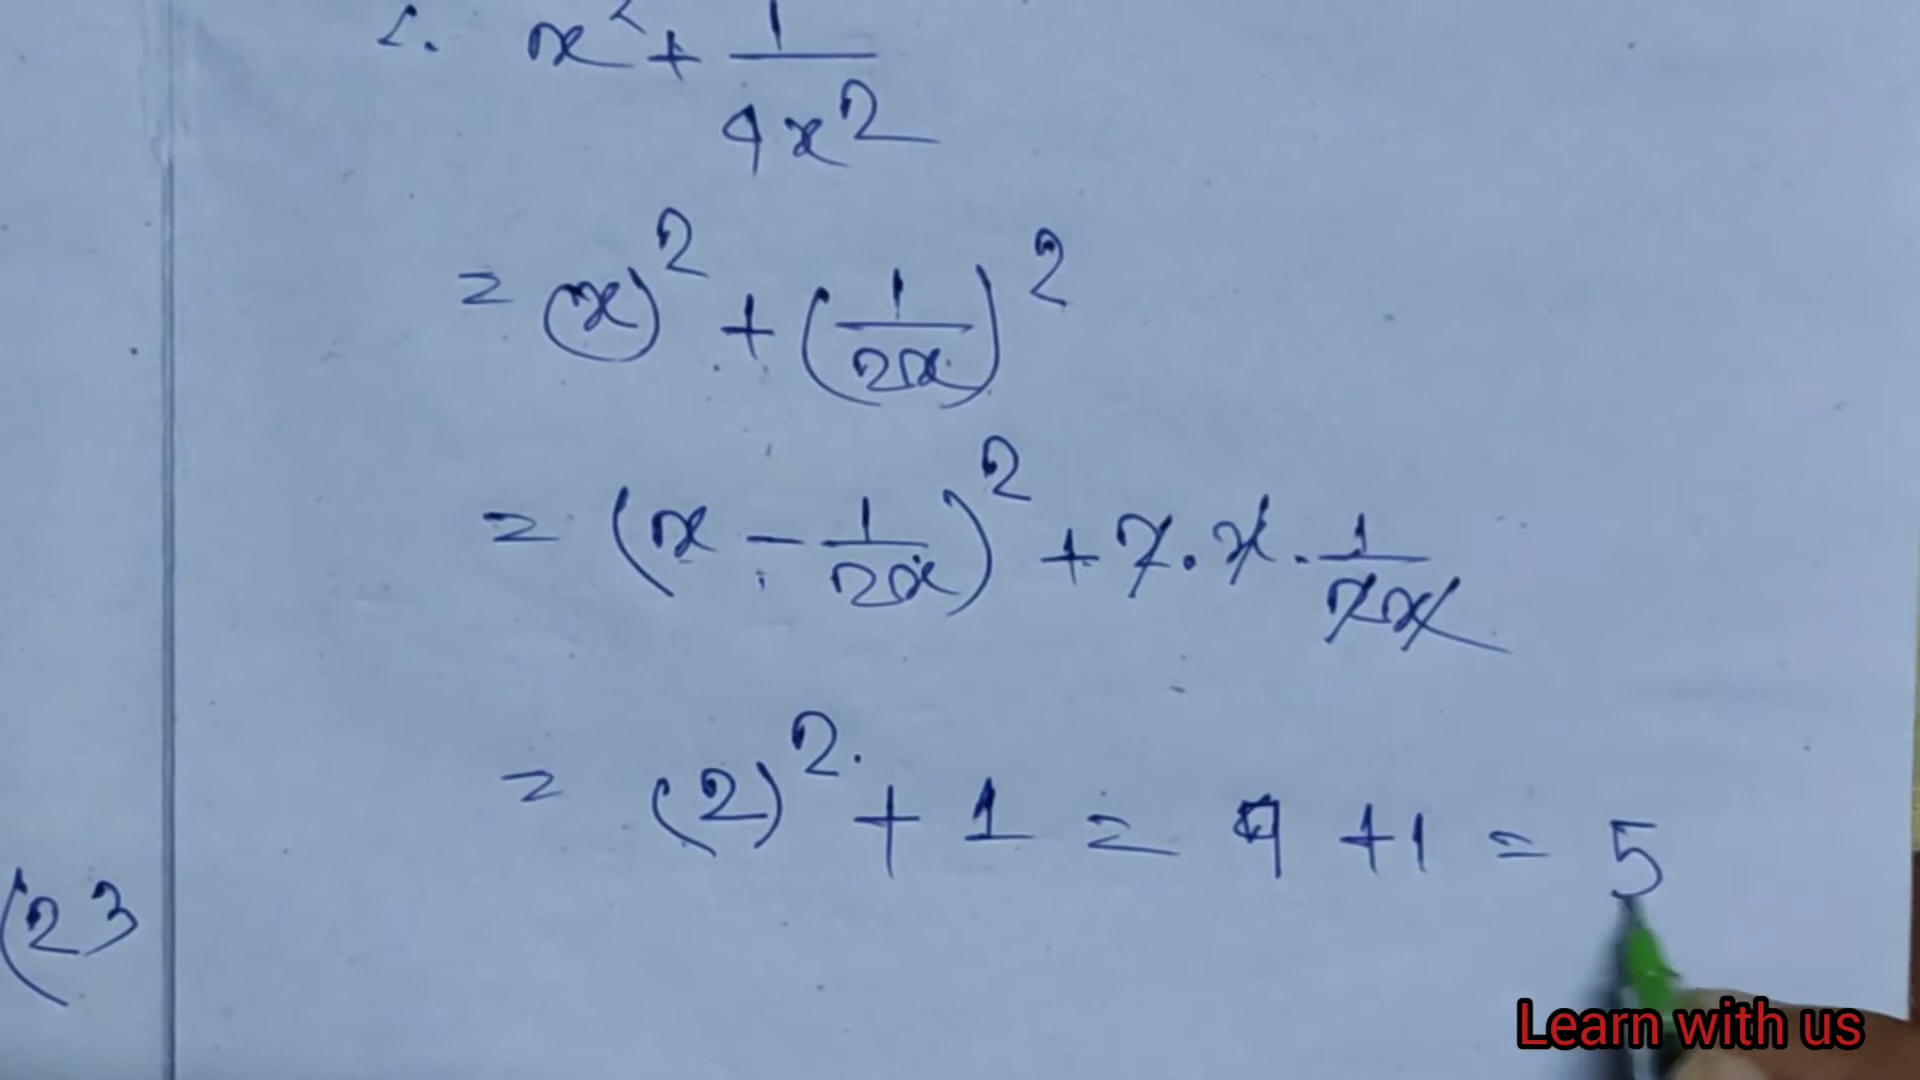 ∴ x² + 1/4x²
= (x)² + (1/2x)²
= (x - 1/2x)² + 2 . x . 1/2x
= (2)² + 1 = 4 + 1 = 5
(23
Learn with us